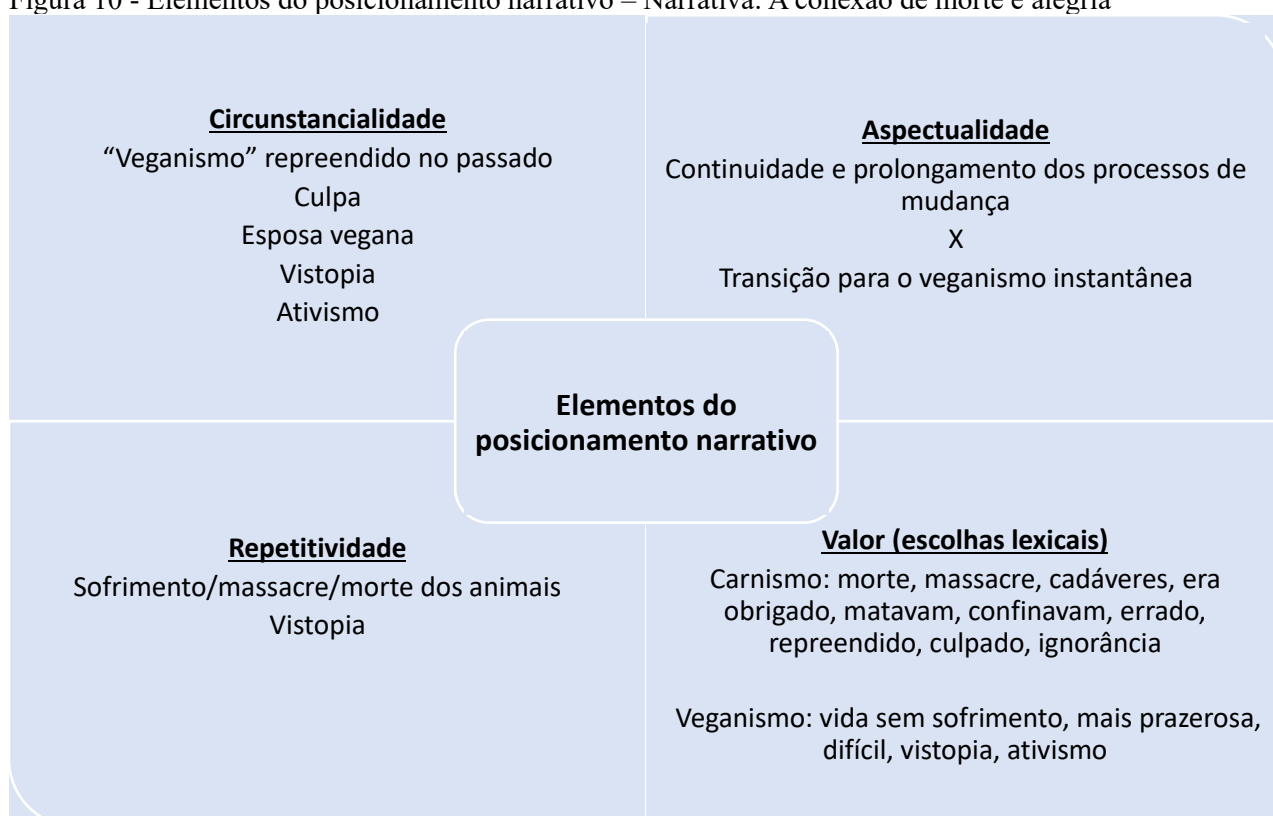 Figura 10 - Elementos do posicionamento narrativo – Narrativa: A conexão de morte e alegria
Circunstancialidade
“Veganismo” repreendido no passado
Culpa
Esposa vegana
Vistopia
Ativismo
Aspectualidade
Continuidade e prolongamento dos processos de
mudança
X
Transição para o veganismo instantânea
Elementos do
posicionamento narrativo
Repetitividade
Sofrimento/massacre/morte dos animais
Vistopia
Valor (escolhas lexicais)
Carnismo: morte, massacre, cadáveres, era
obrigado, matavam, confinavam, errado,
repreendido, culpado, ignorância
Veganismo: vida sem sofrimento, mais prazerosa,
difícil, vistopia, ativismo